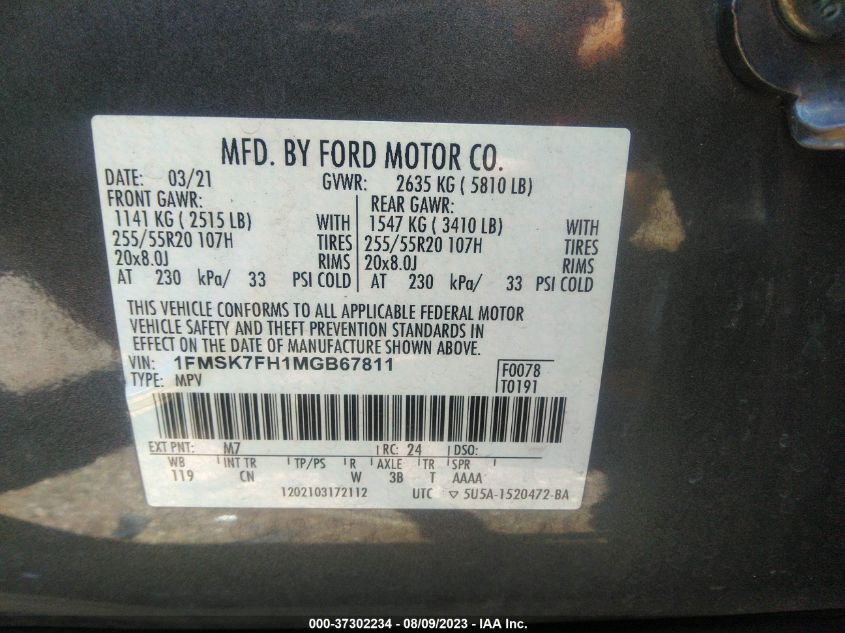 MFD. BY FORD MOTOR CO.
DATE: 03/21 GVWR: 2635 KG ( 5810 LB)
FRONT GAWR: REAR GAWR:
1141 KG ( 2515 LB) WITH 1547 KG ( 3410 LB) WITH
255/55R20 107H TIRES 255/55R20 107H TIRES
20x8.0J RIMS 20x8.0J RIMS
AT 230 kPa/ 33 PSI COLD AT 230 kPa/ 33 PSI COLD
THIS VEHICLE CONFORMS TO ALL APPLICABLE FEDERAL MOTOR
VEHICLE SAFETY AND THEFT PREVENTION STANDARDS IN
EFFECT ON THE DATE OF MANUFACTURE SHOWN ABOVE.
VIN: 1FMSK7FH1MGB67811 F0078
TYPE: MPV T0191
EXT PNT: M7 RC: 24 DSO:
WB INT TR TP/PS R AXLE TR SPR
119 CN W 3B T AAAA
1202103172112 UTC ▽ 5U5A-1520472-BA
000-37302234 - 08/09/2023 - IAA Inc.